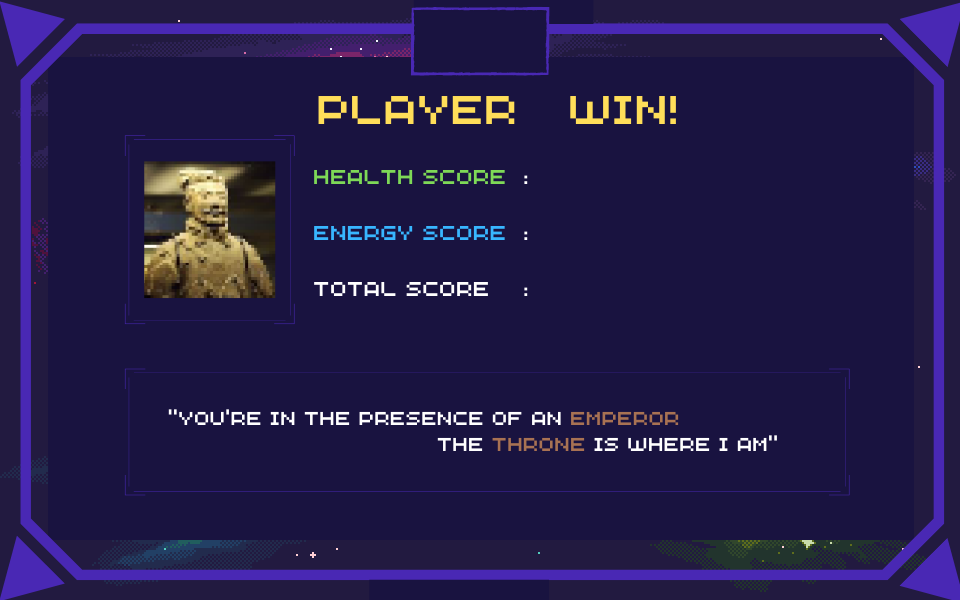 PLAYER WIN!
HEALTH SCORE :
ENERGY SCORE :
TOTAL SCORE :
"YOU'RE IN THE PRESENCE OF AN EMPEROR
THE THRONE IS WHERE I AM"